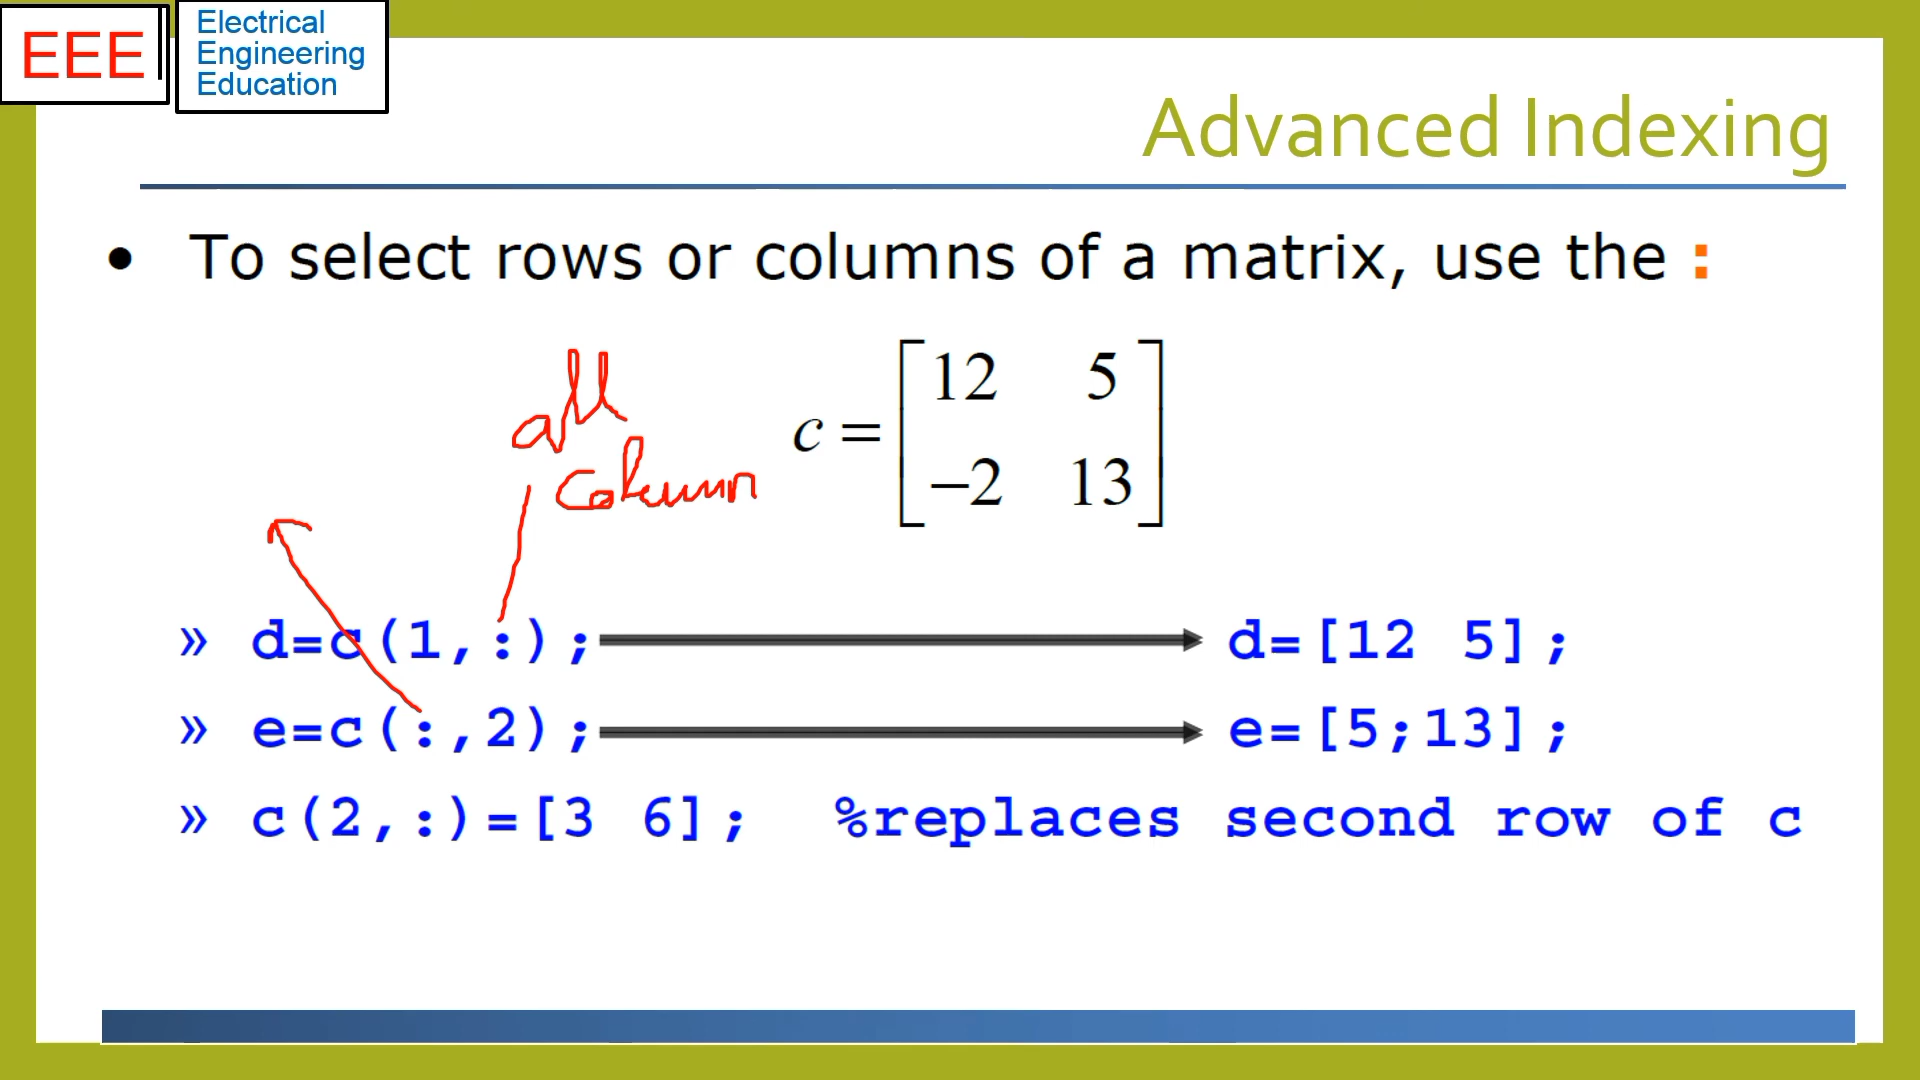 EEE
Electrical
Engineering
Education
Advanced Indexing
• To select rows or columns of a matrix, use the :
all
column
c = [12 5
−2 13]
» d=c(1,:); d=[12 5];
» e=c(:,2); e=[5;13];
» c(2,:)=[3 6]; %replaces second row of c